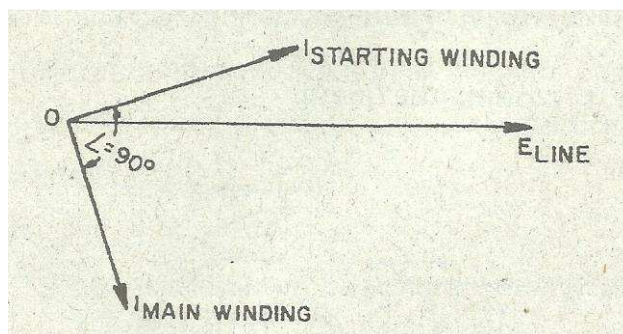 I STARTING WINDING
O
E LINE
∠=90°
I MAIN WINDING